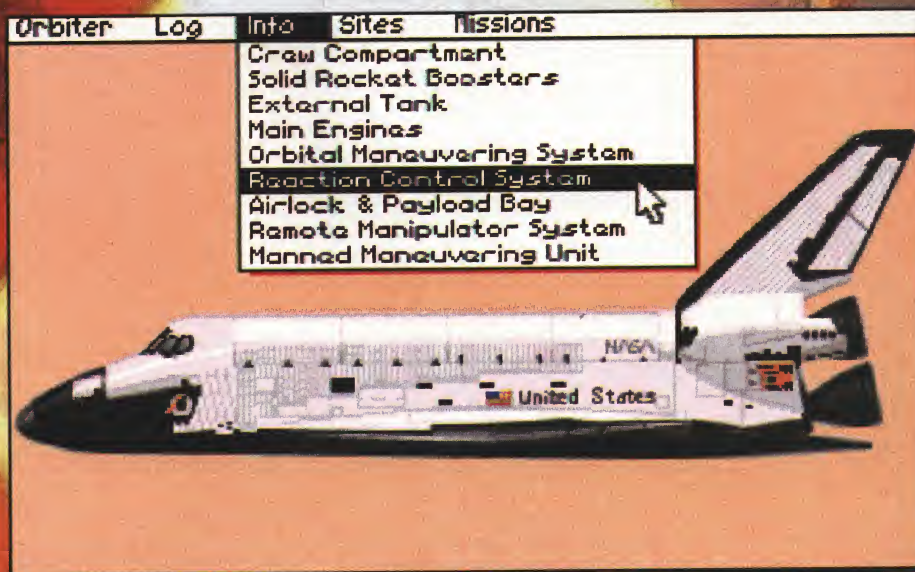 Orbiter Log Info Sites Missions
Crew Compartment
Solid Rocket Boosters
External Tank
Main Engines
Orbital Maneuvering System
Reaction Control System
Airlock & Payload Bay
Remote Manipulator System
Manned Maneuvering Unit
NASA
United States